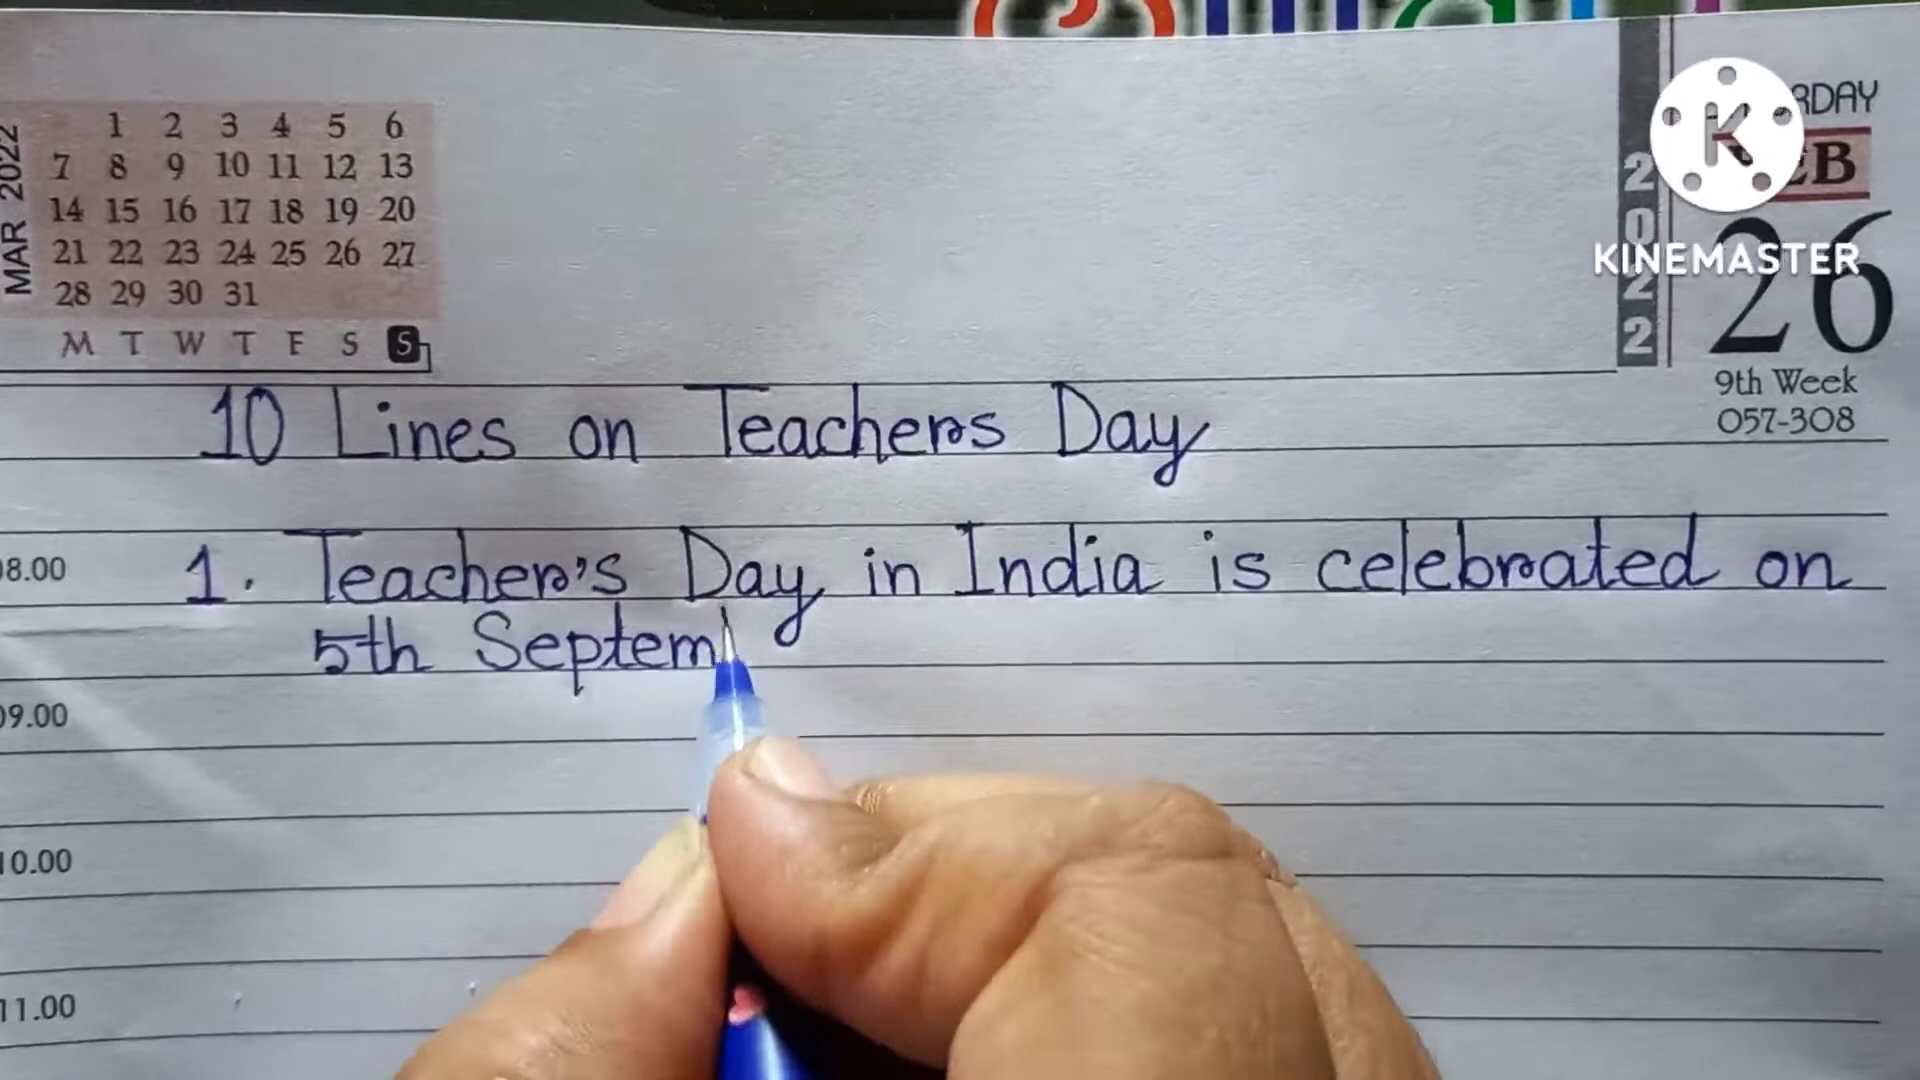 MAR 2022
1 2 3 4 5 6
7 8 9 10 11 12 13
14 15 16 17 18 19 20
21 22 23 24 25 26 27
28 29 30 31
M T W T F S S
2022
KINEMASTER
26
9th Week
057-308
10 Lines on Teachers Day
08.00
1. Teacher's Day in India is celebrated on
5th Septem
09.00
10.00
11.00